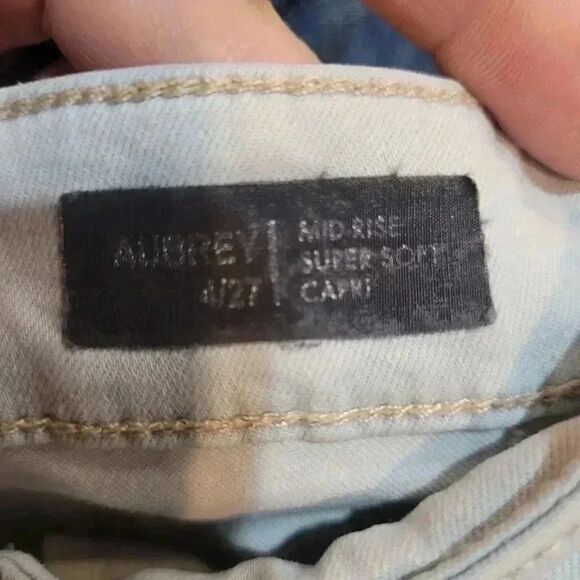 AUBREY
4/27
MID RISE
SUPER SOFT
CAPRI